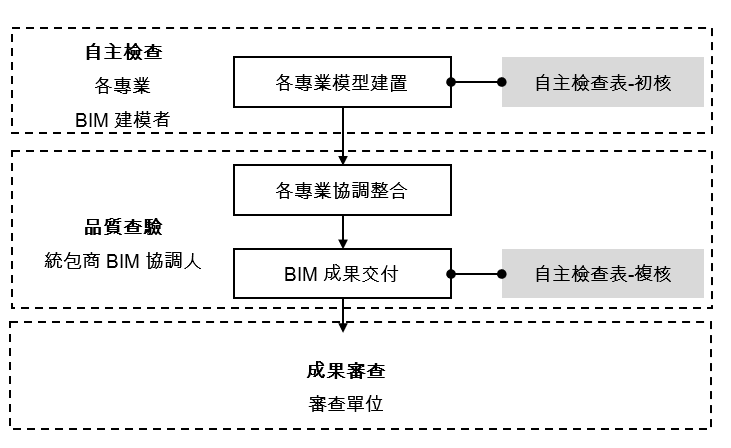 自主檢查
各專業
BIM 建模者
各專業模型建置
自主檢查表-初核
各專業協調整合
品質查驗
統包商 BIM 協調人
BIM 成果交付
自主檢查表-複核
成果審查
審查單位